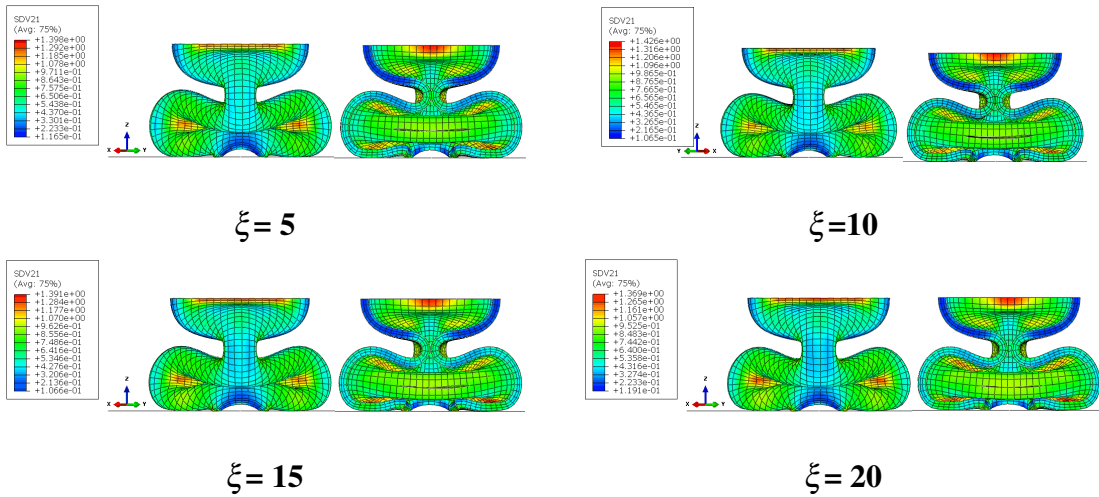 SDV21
(Avg: 75%)
+1.398e+00
+1.292e+00
+1.185e+00
+1.078e+00
+9.711e-01
+8.643e-01
+7.575e-01
+6.506e-01
+5.438e-01
+4.370e-01
+3.301e-01
+2.233e-01
+1.165e-01
Z
X Y
ξ= 5
SDV21
(Avg: 75%)
+1.426e+00
+1.316e+00
+1.206e+00
+1.096e+00
+9.865e-01
+8.765e-01
+7.665e-01
+6.565e-01
+5.465e-01
+4.365e-01
+3.265e-01
+2.165e-01
+1.065e-01
Z
Y X
ξ=10
SDV21
(Avg: 75%)
+1.391e+00
+1.284e+00
+1.177e+00
+1.070e+00
+9.626e-01
+8.556e-01
+7.486e-01
+6.416e-01
+5.346e-01
+4.276e-01
+3.206e-01
+2.136e-01
+1.066e-01
Z
X Y
ξ= 15
SDV21
(Avg: 75%)
+1.369e+00
+1.265e+00
+1.161e+00
+1.057e+00
+9.525e-01
+8.483e-01
+7.442e-01
+6.400e-01
+5.358e-01
+4.316e-01
+3.274e-01
+2.233e-01
+1.191e-01
Z
X Y
ξ= 20